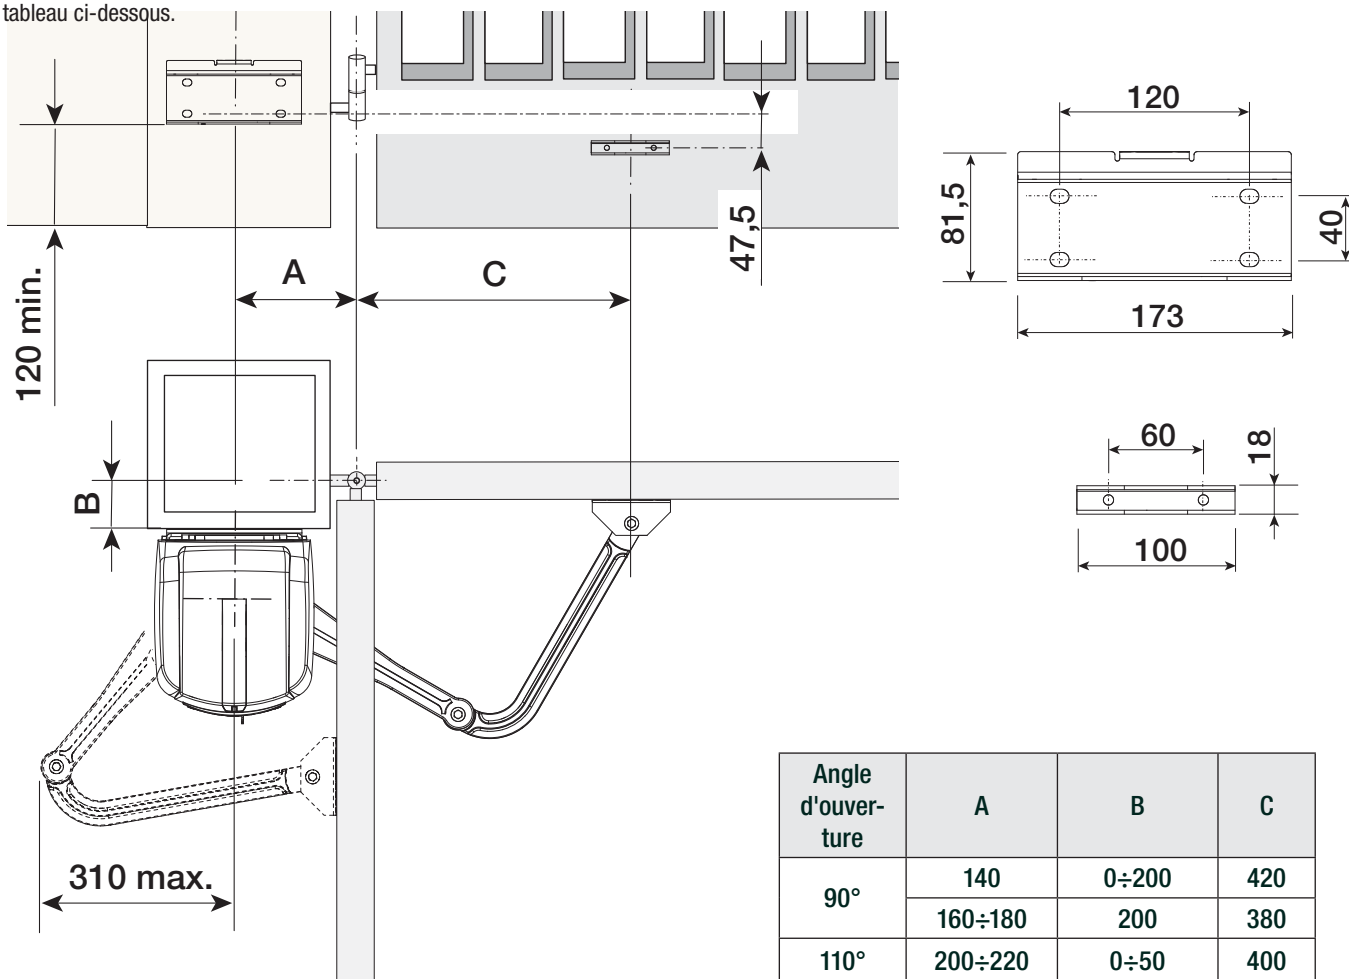 tableau ci-dessous.
120
81,5
40
173
47,5
A
C
120 min.
B
60
18
100
310 max.
Angle d'ouver-ture A B C
90° 140 0÷200 420
160÷180 200 380
110° 200÷220 0÷50 400